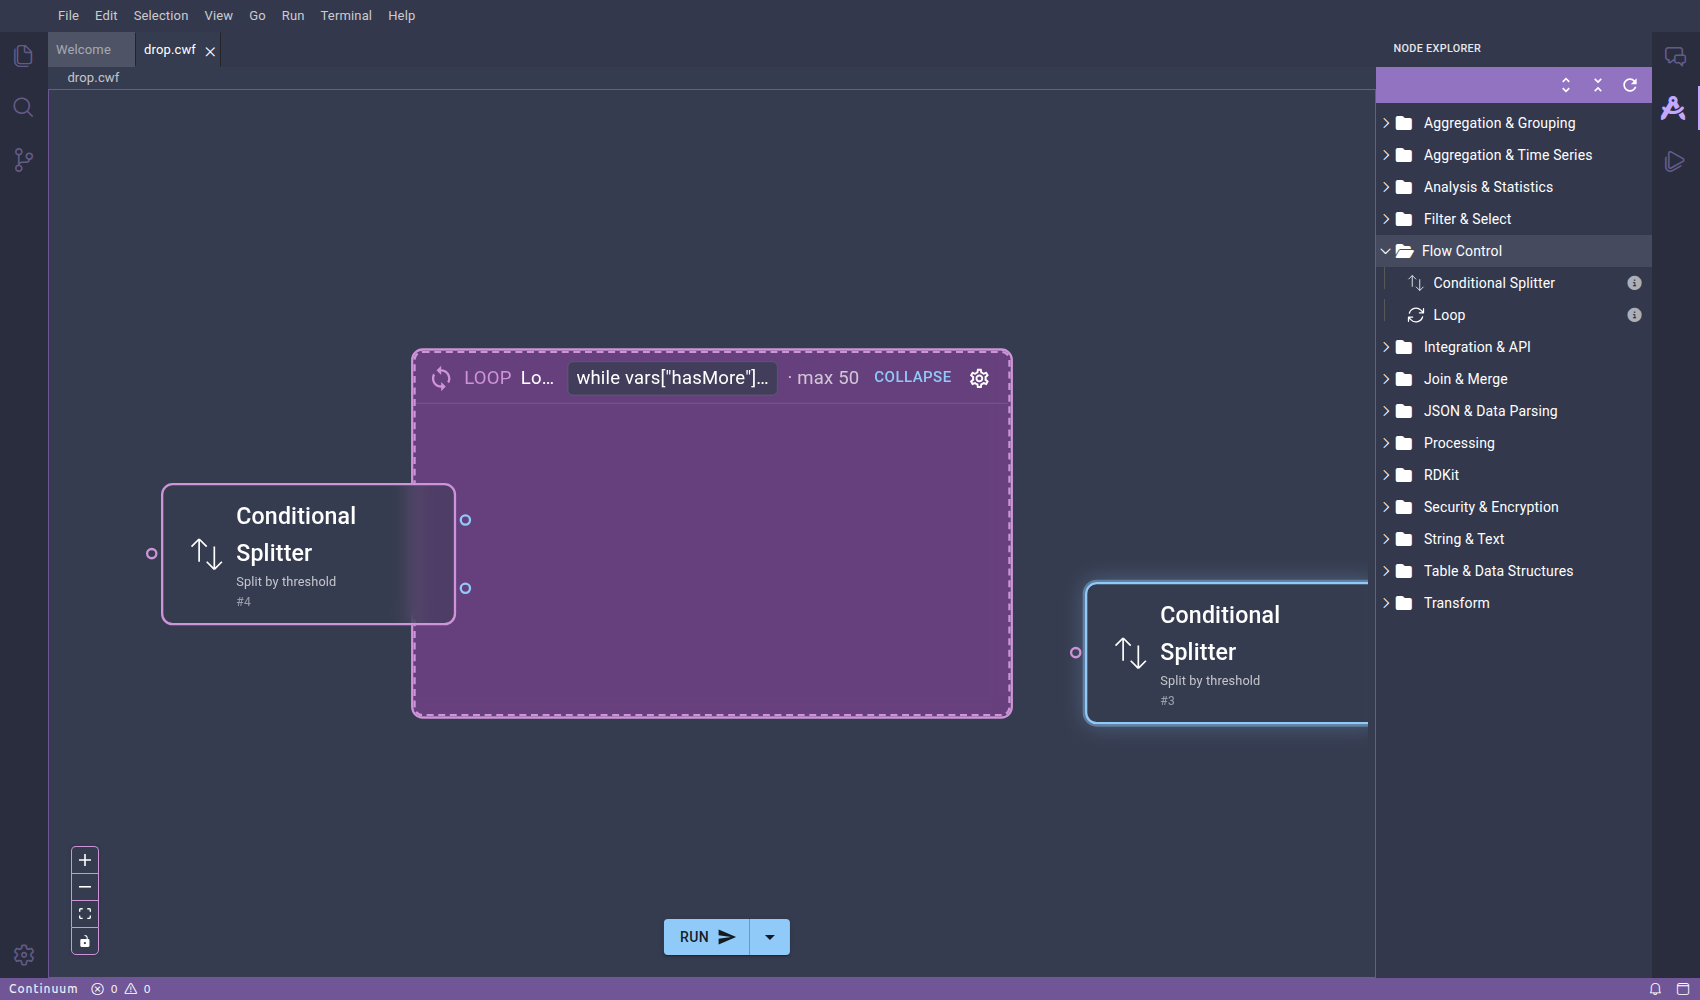 File Edit Selection View Go Run Terminal Help
Welcome drop.cwf
drop.cwf
LOOP Lo... while vars["hasMore"]... · max 50 COLLAPSE
Conditional
Splitter
Split by threshold
#4
Conditional
Splitter
Split by threshold
#3
RUN
NODE EXPLORER
Aggregation & Grouping
Aggregation & Time Series
Analysis & Statistics
Filter & Select
Flow Control
Conditional Splitter
Loop
Integration & API
Join & Merge
JSON & Data Parsing
Processing
RDKit
Security & Encryption
String & Text
Table & Data Structures
Transform
Continuum 0 0